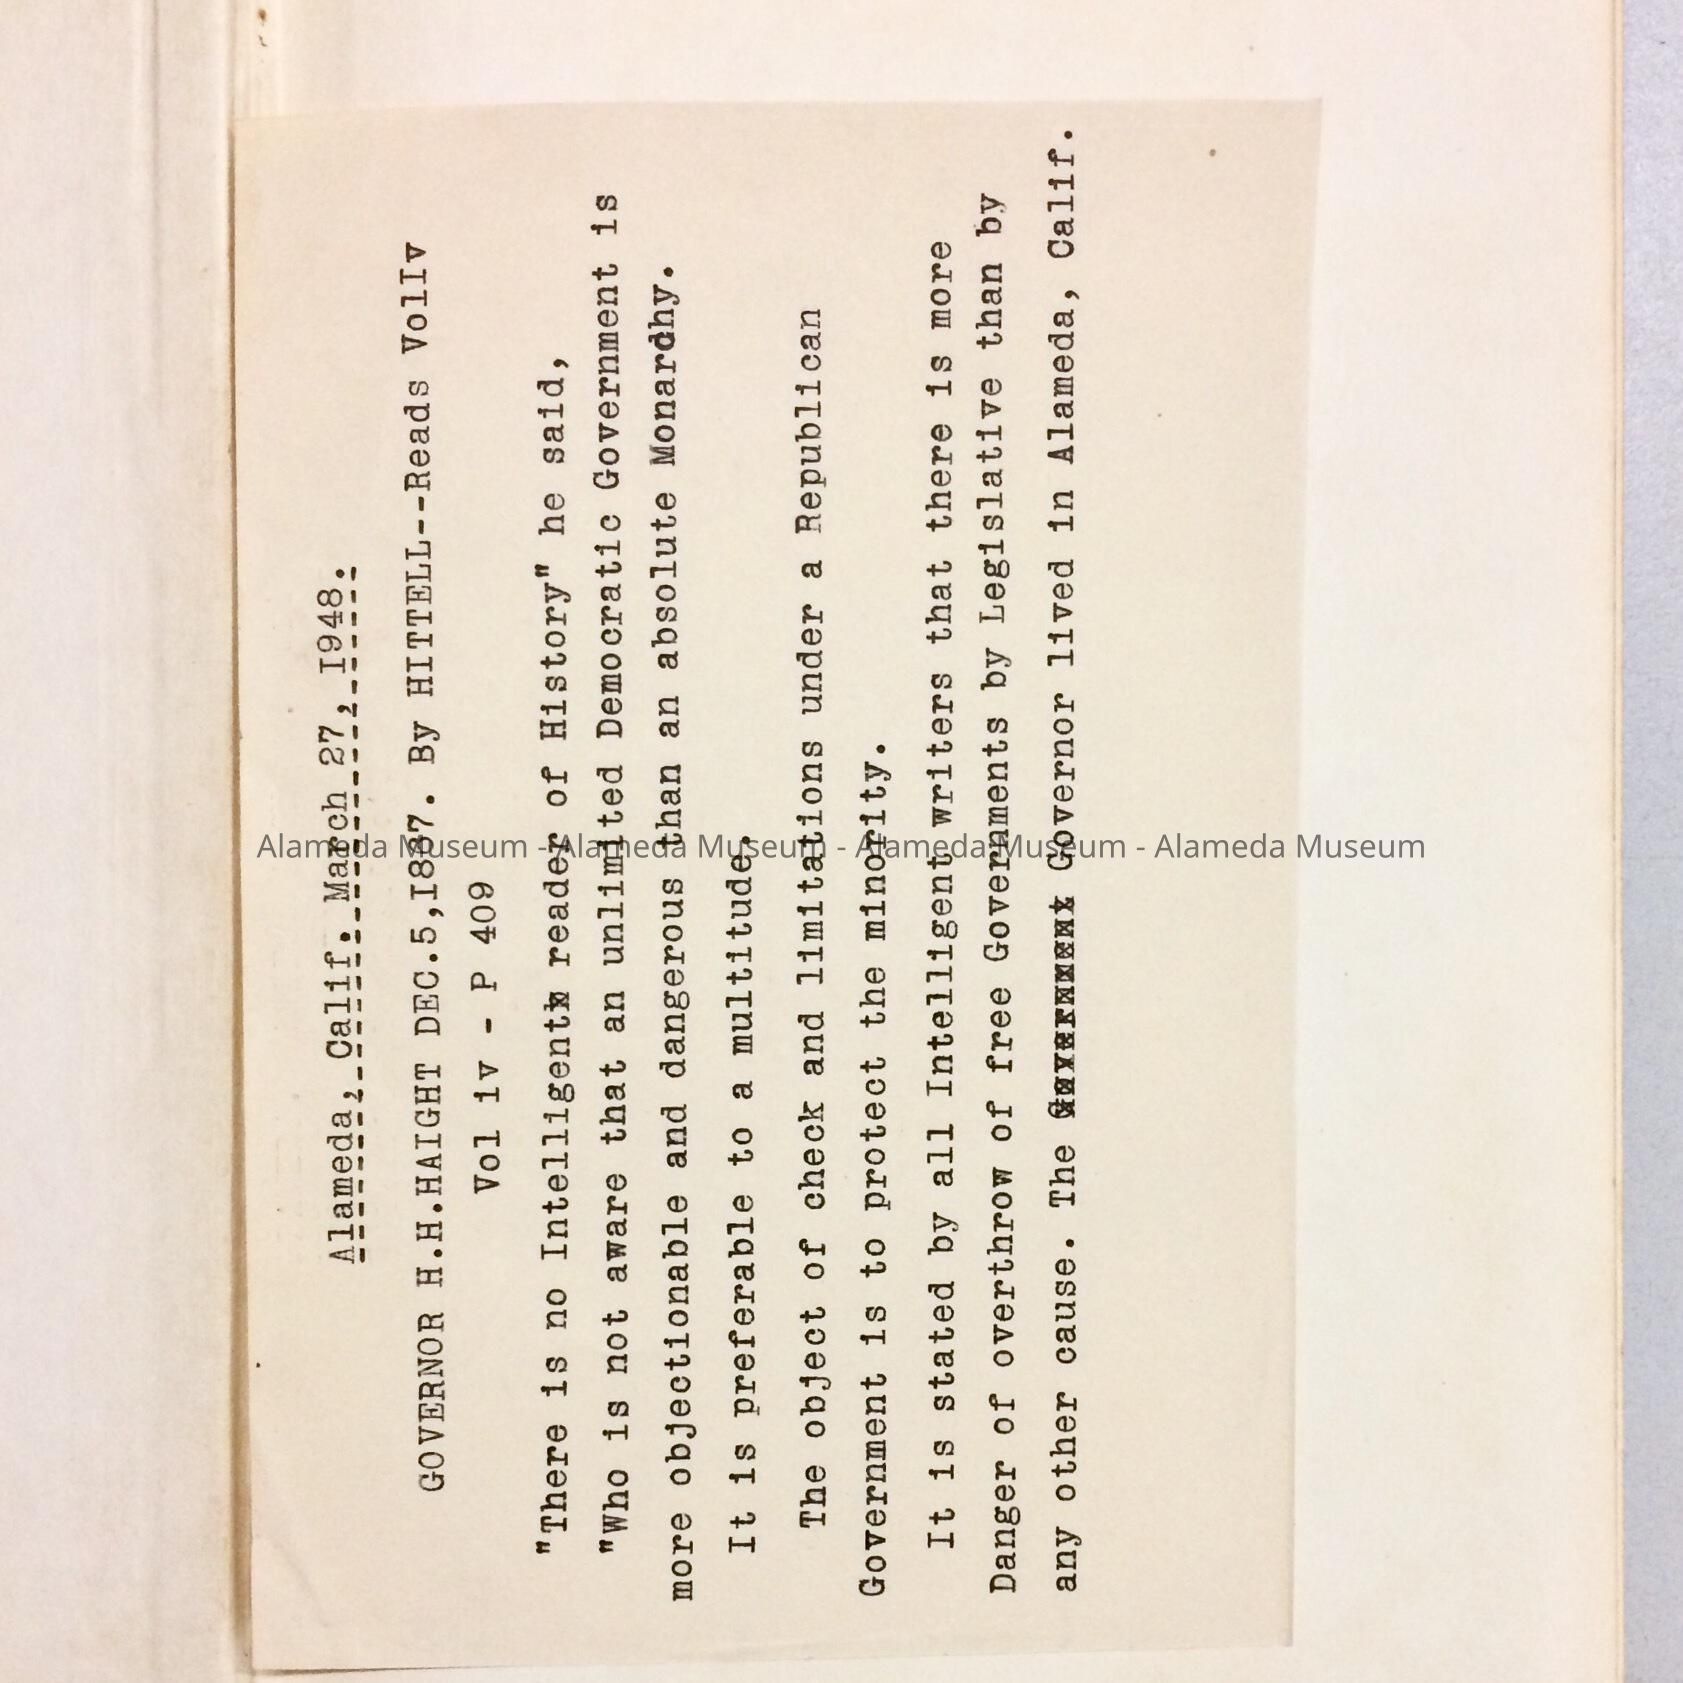 Alameda, Calif. March 27, I948.
GOVERNOR H.H.HAIGHT DEC.5,I887. By HITTELL--Reads VolIv
Vol iv - P 409
"There is no Intelligent reader of History" he said,
"Who is not aware that an unlimited Democratic Government is
more objectionable and dangerous than an absolute Monardhy.
It is preferable to a multitude.
The object of check and limitations under a Republican
Government is to protect the minority.
It is stated by all Intelligent writers that there is more
Danger of overthrow of free Governments by Legislative than by
any other cause. The Governor lived in Alameda, Calif.
Alameda Museum - Alameda Museum - Alameda Museum - Alameda Museum